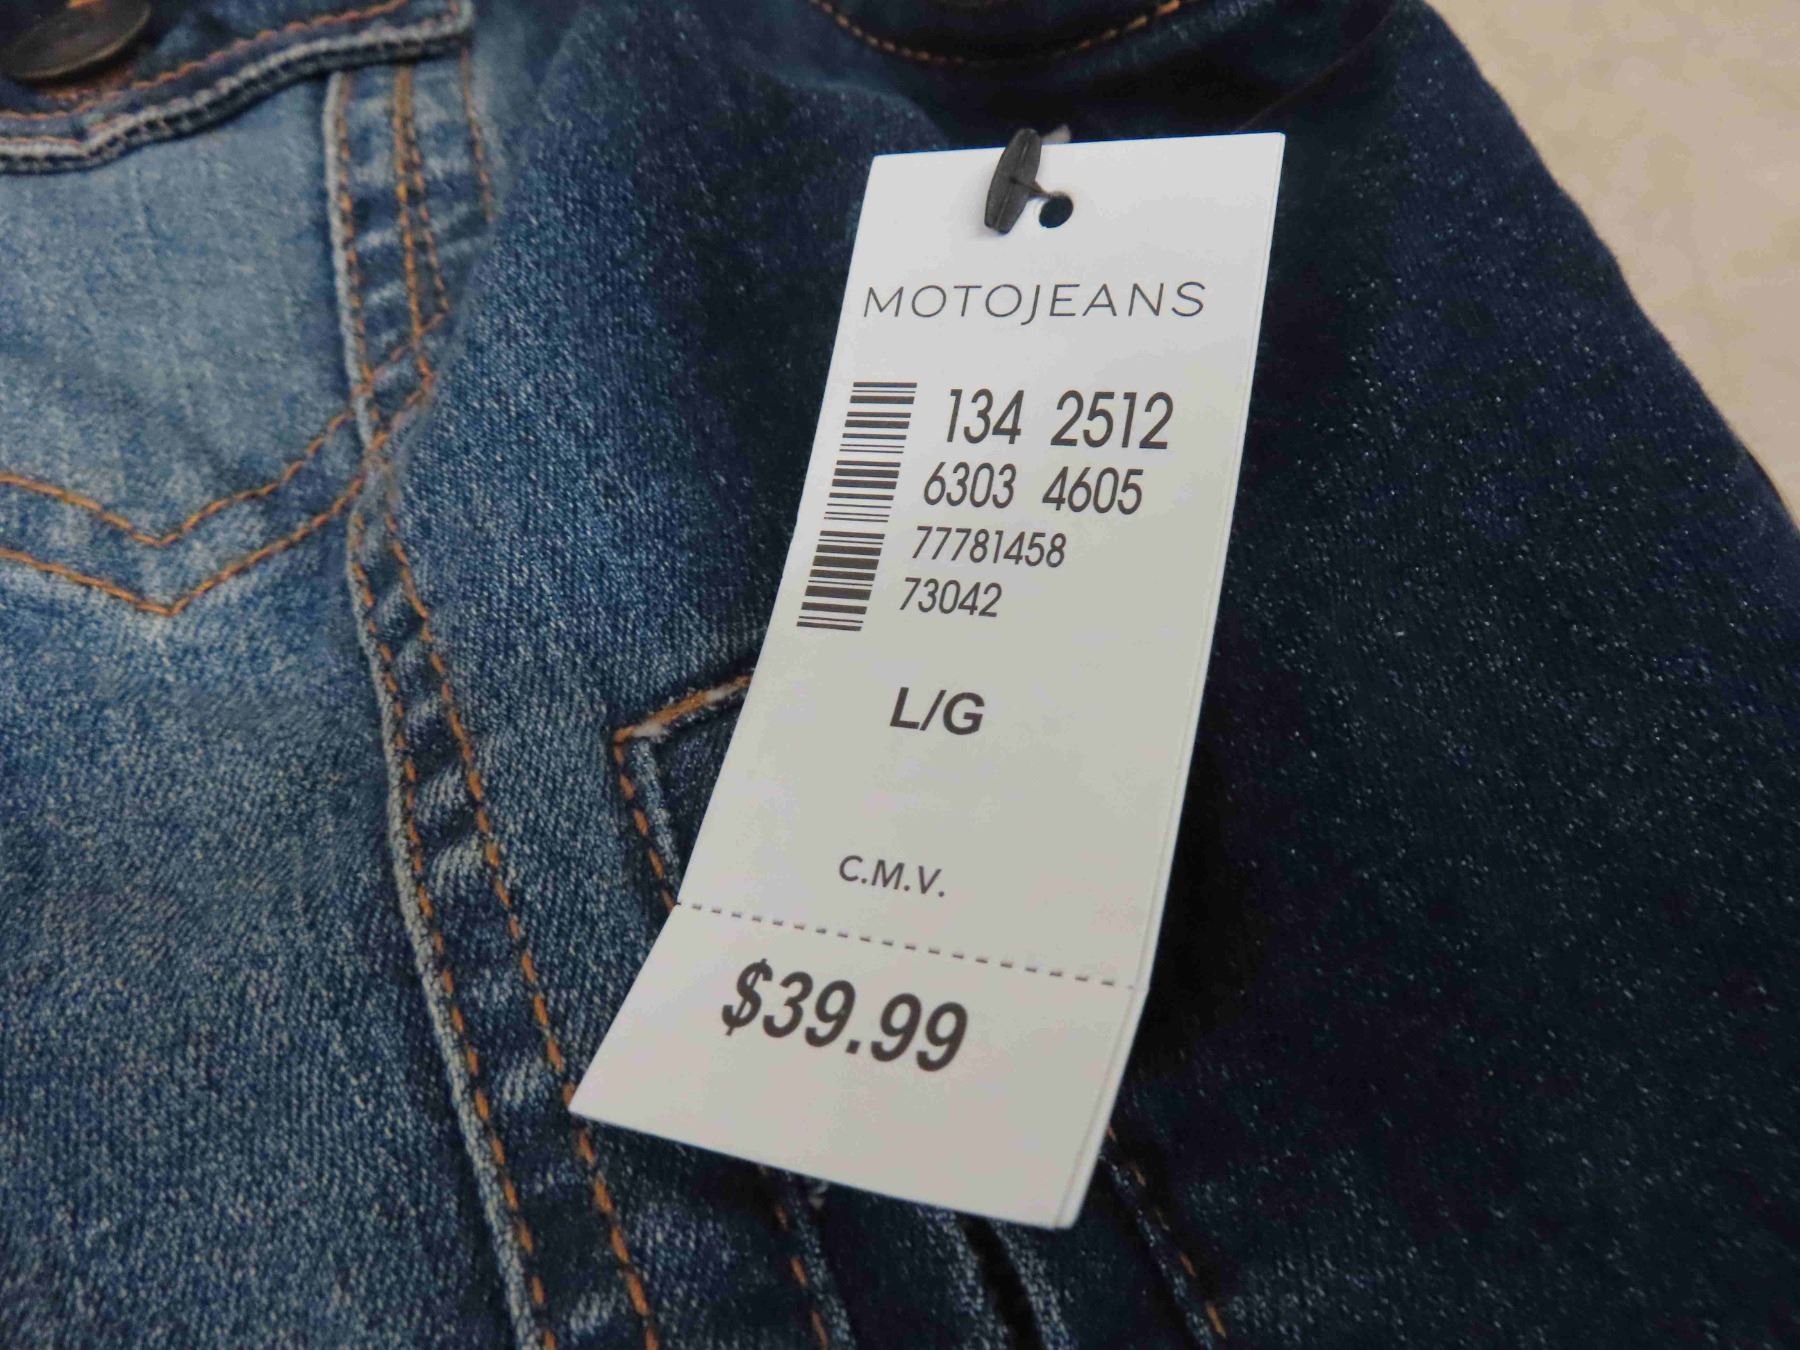 MOTOJEANS
134 2512
6303 4605
77781458
73042
L/G
C.M.V.
$39.99